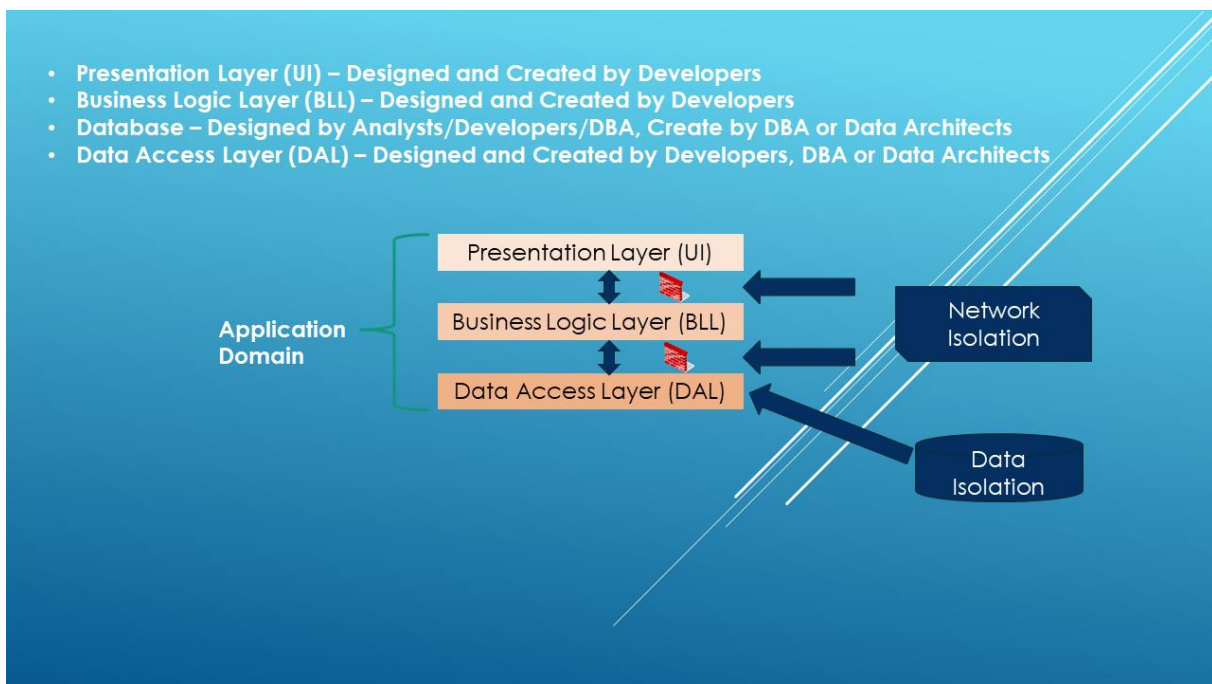 • Presentation Layer (UI) – Designed and Created by Developers
• Business Logic Layer (BLL) – Designed and Created by Developers
• Database – Designed by Analysts/Developers/DBA, Create by DBA or Data Architects
• Data Access Layer (DAL) – Designed and Created by Developers, DBA or Data Architects
Presentation Layer (UI)
Business Logic Layer (BLL)
Data Access Layer (DAL)
Application
Domain
Network
Isolation
Data
Isolation